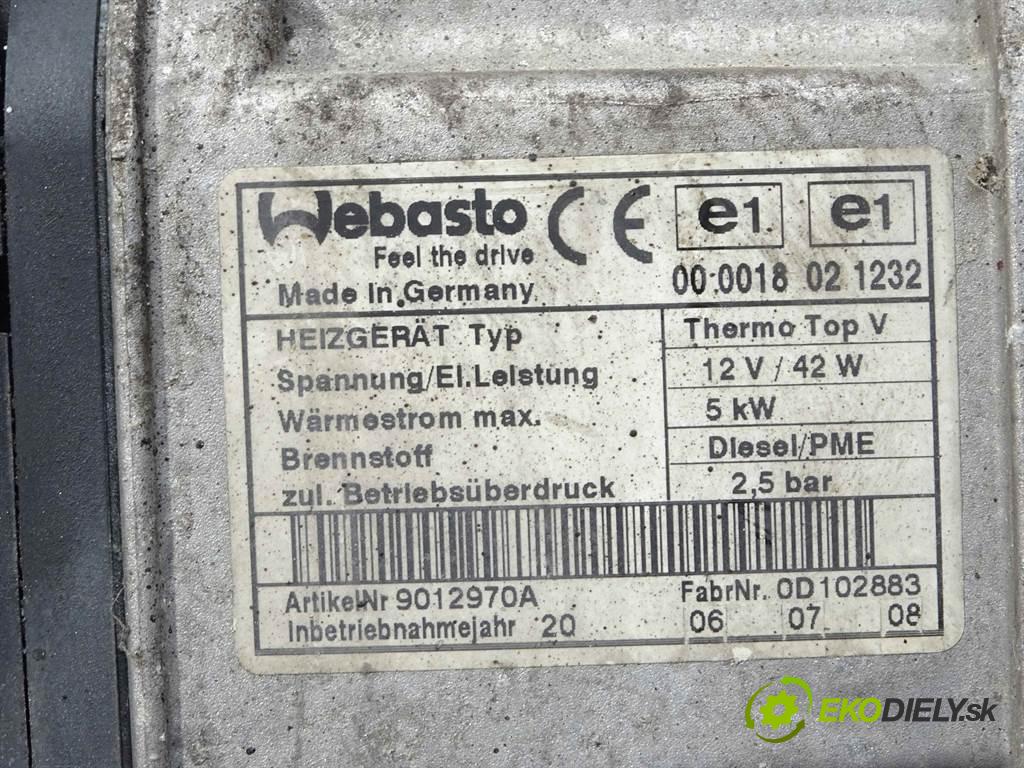 Webasto CE e1 e1
Feel the drive
Made in Germany 00 0018 02 1232
HEIZGERÄT Typ Thermo Top V
Spannung/El.Leistung 12 V / 42 W
Wärmestrom max. 5 kW
Brennstoff Diesel/PME
zul. Betriebsüberdruck 2,5 bar
ArtikelNr 9012970A FabrNr. 0D102883
Inbetriebnahmejahr 20 06 07 08
EKODIELY.sk